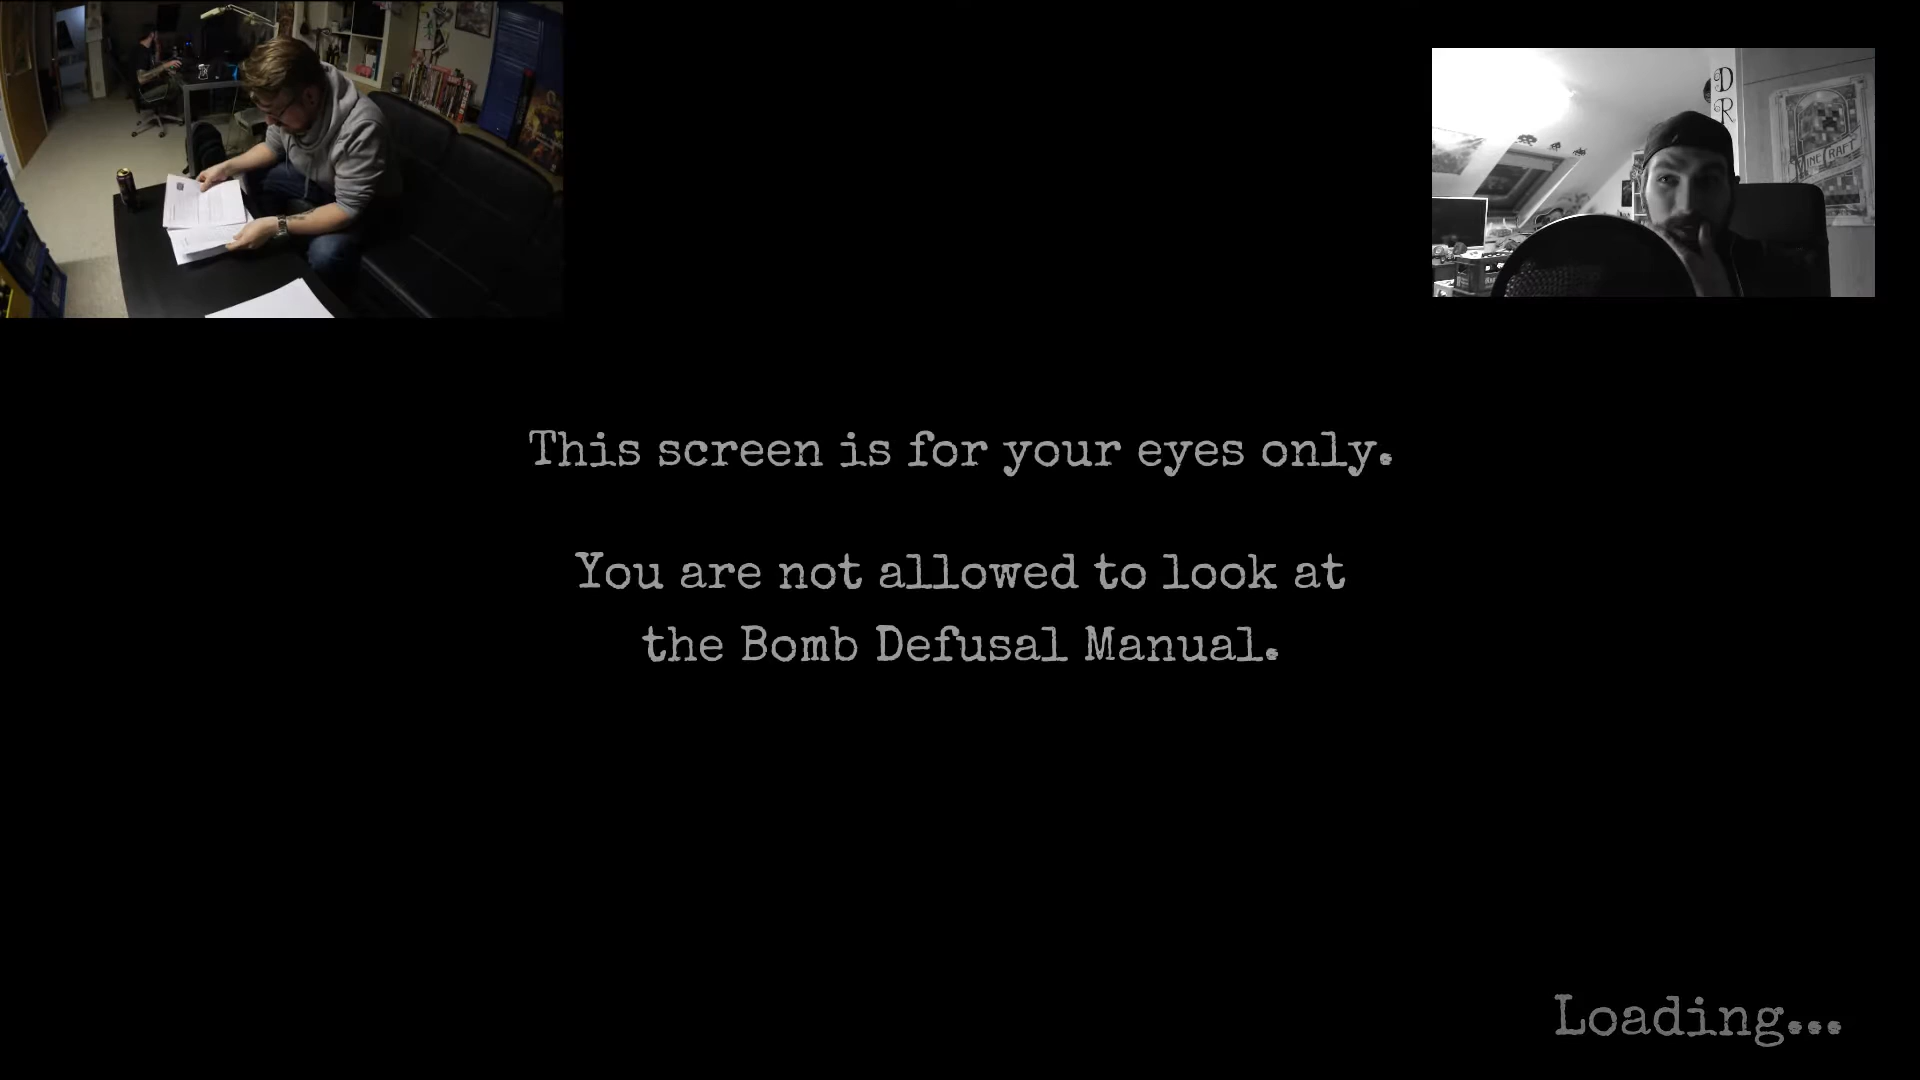 D
R
MINECRAFT
This screen is for your eyes only.
You are not allowed to look at
the Bomb Defusal Manual.
Loading...